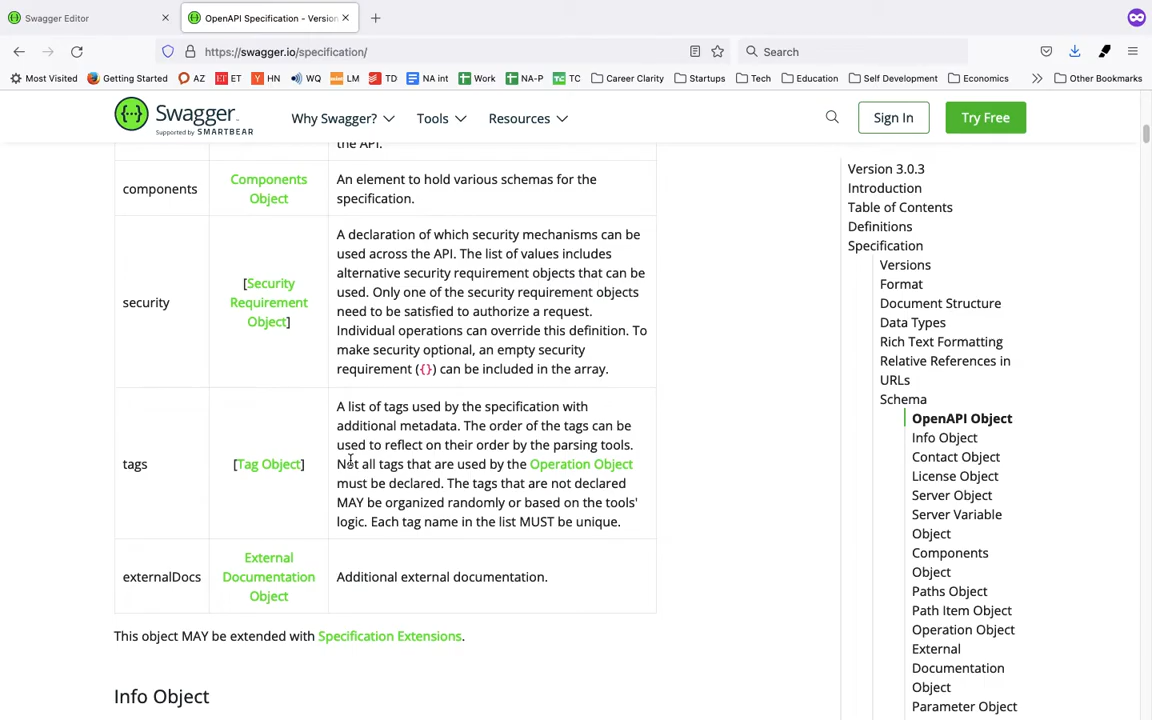 Swagger Editor
OpenAPI Specification - Version
https://swagger.io/specification/
Search
Most Visited
Getting Started
AZ
ET
HN
WQ
LM
TD
NA int
Work
NA-P
TC
Career Clarity
Startups
Tech
Education
Self Development
Economics
Other Bookmarks
Swagger
Supported by SMARTBEAR
Why Swagger?
Tools
Resources
Sign In
Try Free
the API.
components
Components
Object
An element to hold various schemas for the
specification.
security
[Security
Requirement
Object]
A declaration of which security mechanisms can be
used across the API. The list of values includes
alternative security requirement objects that can be
used. Only one of the security requirement objects
need to be satisfied to authorize a request.
Individual operations can override this definition. To
make security optional, an empty security
requirement ({}) can be included in the array.
tags
[Tag Object]
A list of tags used by the specification with
additional metadata. The order of the tags can be
used to reflect on their order by the parsing tools.
Not all tags that are used by the Operation Object
must be declared. The tags that are not declared
MAY be organized randomly or based on the tools'
logic. Each tag name in the list MUST be unique.
externalDocs
External
Documentation
Object
Additional external documentation.
This object MAY be extended with Specification Extensions.
Info Object
Version 3.0.3
Introduction
Table of Contents
Definitions
Specification
Versions
Format
Document Structure
Data Types
Rich Text Formatting
Relative References in
URLs
Schema
OpenAPI Object
Info Object
Contact Object
License Object
Server Object
Server Variable
Object
Components
Object
Paths Object
Path Item Object
Operation Object
External
Documentation
Object
Parameter Object